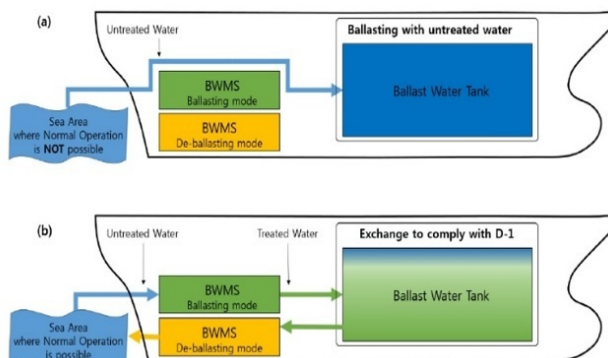 (a)
Untreated Water
Ballasting with untreated water
BWMS
Ballasting mode
BWMS
De-ballasting mode
Ballast Water Tank
Sea Area
where Normal Operation
is NOT possible
(b)
Untreated Water
Treated Water
Exchange to comply with D-1
BWMS
Ballasting mode
BWMS
De-ballasting mode
Ballast Water Tank
Sea Area
where Normal Operation
is possible